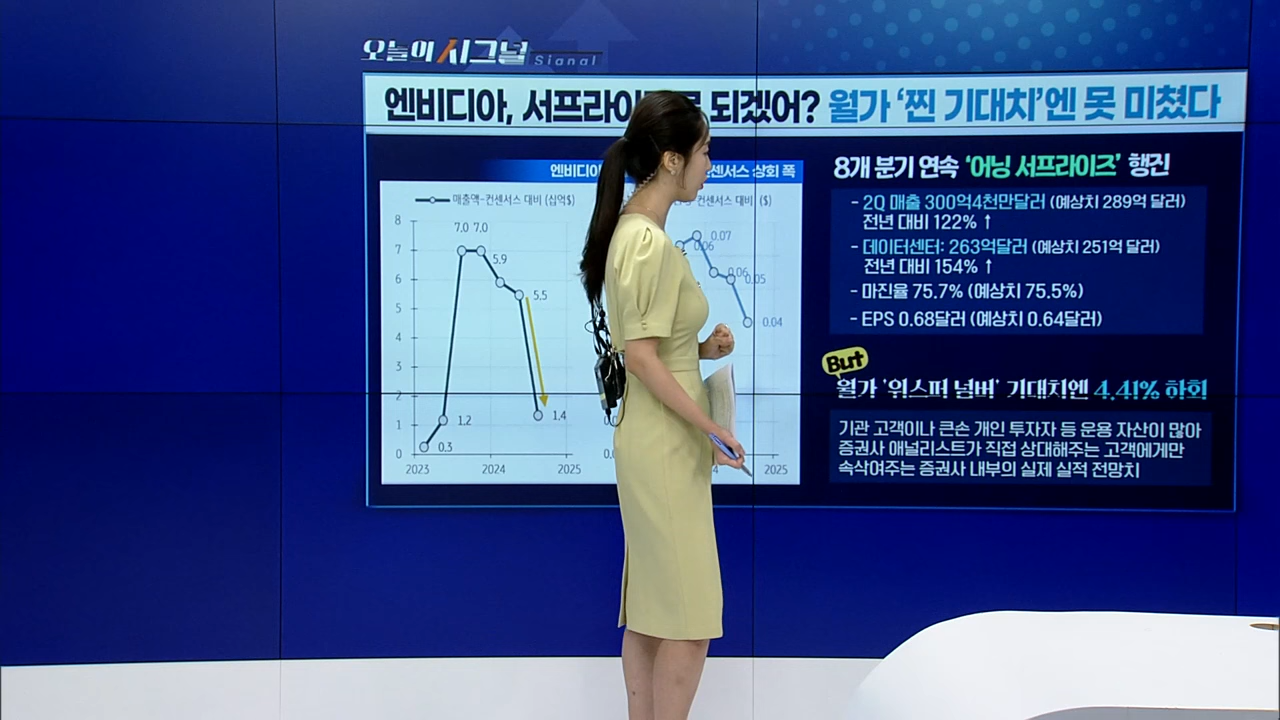 오늘의 시그널 Signal
엔비디아, 되겠어? 월가 '찐 기대치'엔 못 미쳤다
엔비디아 상회 폭
매출액-컨센서스 대비 (십억$)
컨센서스 대비 ($)
8
7
6
5
4
3
2
1
0
7.0 7.0
5.9
5.5
1.2
1.4
0.3
2023 2024 2025
0.07
0.06
0.06
0.05
0.04
2025
8개 분기 연속 '어닝 서프라이즈' 행진
- 2Q 매출 300억4천만달러 (예상치 289억 달러)
전년 대비 122% ↑
- 데이터센터: 263억달러 (예상치 251억 달러)
전년 대비 154% ↑
- 마진율 75.7% (예상치 75.5%)
- EPS 0.68달러 (예상치 0.64달러)
But
월가 '위스퍼 넘버' 기대치엔 4.41% 하회
기관 고객이나 큰손 개인 투자자 등 운용 자산이 많아
증권사 애널리스트가 직접 상대해주는 고객에게만
속삭여주는 증권사 내부의 실제 실적 전망치